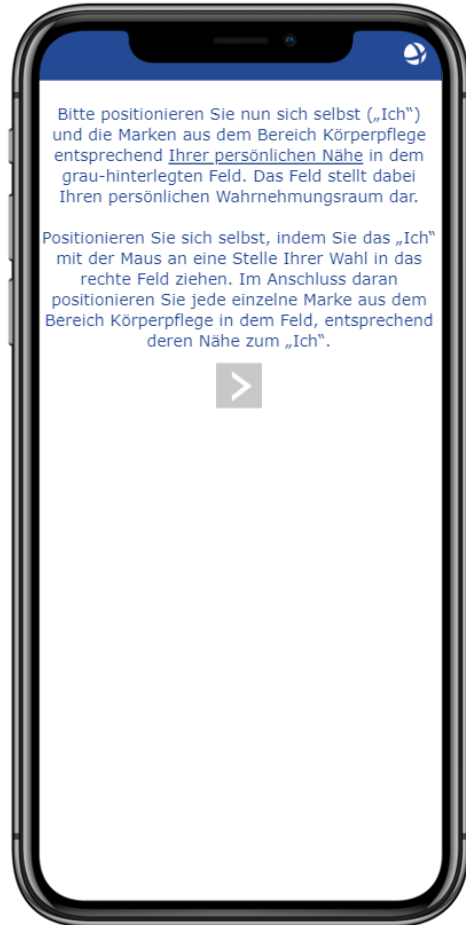 Bitte positionieren Sie nun sich selbst („Ich“)
und die Marken aus dem Bereich Körperpflege
entsprechend Ihrer persönlichen Nähe in dem
grau-hinterlegten Feld. Das Feld stellt dabei
Ihren persönlichen Wahrnehmungsraum dar.
Positionieren Sie sich selbst, indem Sie das „Ich“
mit der Maus an eine Stelle Ihrer Wahl in das
rechte Feld ziehen. Im Anschluss daran
positionieren Sie jede einzelne Marke aus dem
Bereich Körperpflege in dem Feld, entsprechend
deren Nähe zum „Ich“.